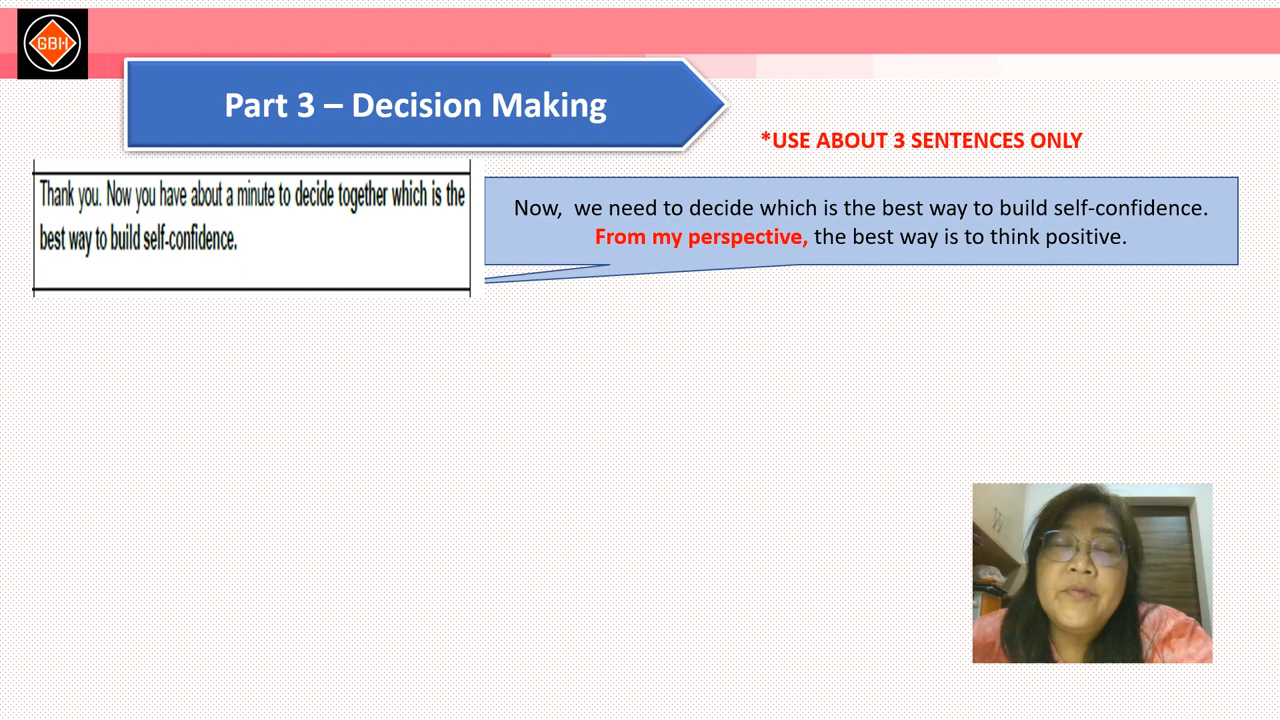 GBH
Part 3 – Decision Making
*USE ABOUT 3 SENTENCES ONLY
Thank you. Now you have about a minute to decide together which is the
best way to build self-confidence.
Now,  we need to decide which is the best way to build self-confidence.
From my perspective, the best way is to think positive.